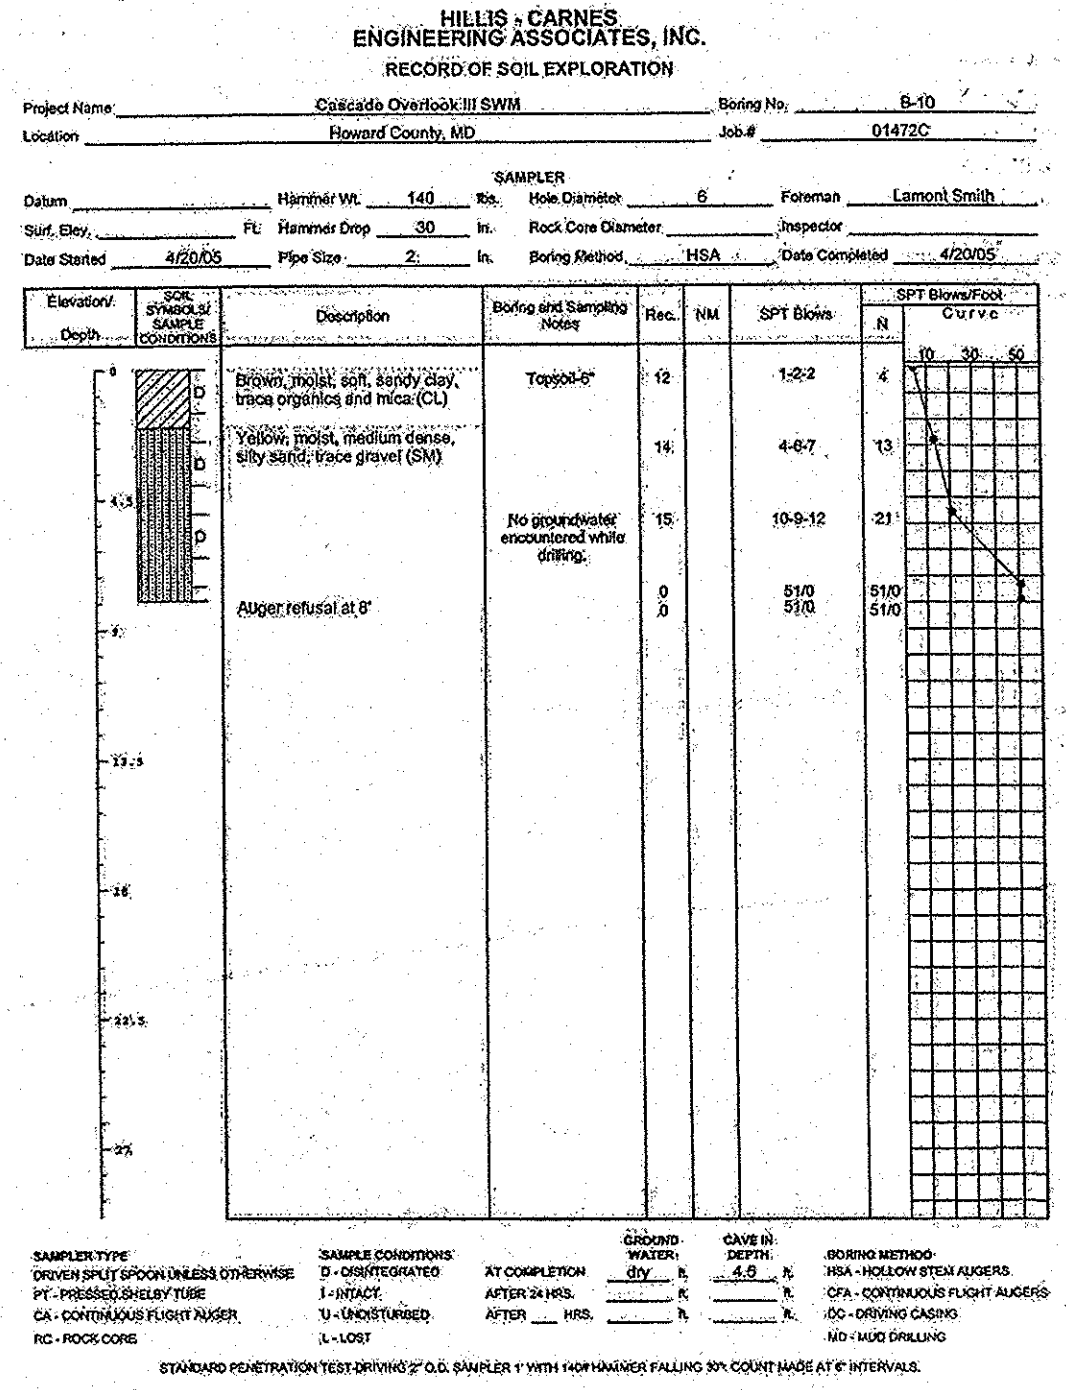 HILLIS - CARNES
ENGINEERING ASSOCIATES, INC.
RECORD OF SOIL EXPLORATION
Project Name Cascade Overlook III SWM Boring No. B-10
Location Howard County, MD Job # 01472C
SAMPLER
Datum Hammer Wt. 140 lbs. Hole Diameter 6 Foreman Lamont Smith
Surf. Elev. Ft. Hammer Drop 30 in. Rock Core Diameter Inspector
Date Started 4/20/05 Pipe Size 2 in. Boring Method HSA Date Completed 4/20/05
Elevation/ Depth
SOIL SYMBOLS/ SAMPLE CONDITIONS
Description
Boring and Sampling Notes
Rec.
NM
SPT Blows
SPT Blows/Foot
N
Curve
10 30 50
0
D
Brown, moist, soft, sandy clay, trace organics and mica (CL)
Topsoil-6"
12
1-2-2
4
Yellow, moist, medium dense, silty sand, trace gravel (SM)
D
14
4-6-7
13
4.5
D
No groundwater encountered while drilling.
15
10-9-12
21
0 51/0 51/0
Auger refusal at 8'
0 51/0 51/0
9
13.5
18
22.5
27
SAMPLER TYPE
DRIVEN SPLIT SPOON UNLESS OTHERWISE
PT - PRESSED SHELBY TUBE
CA - CONTINUOUS FLIGHT AUGER
RC - ROCK CORE
SAMPLE CONDITIONS
D - DISINTEGRATED
I - INTACT
U - UNDISTURBED
L - LOST
GROUND WATER:
CAVE IN DEPTH:
AT COMPLETION dry ft. 4.6 ft.
AFTER 24 HRS. ft. ft.
AFTER HRS. ft. ft.
BORING METHOD
HSA - HOLLOW STEM AUGERS
CFA - CONTINUOUS FLIGHT AUGERS
DC - DRIVING CASING
MD - MUD DRILLING
STANDARD PENETRATION TEST-DRIVING 2" O.D. SAMPLER 1' WITH 140# HAMMER FALLING 30": COUNT MADE AT 6" INTERVALS.